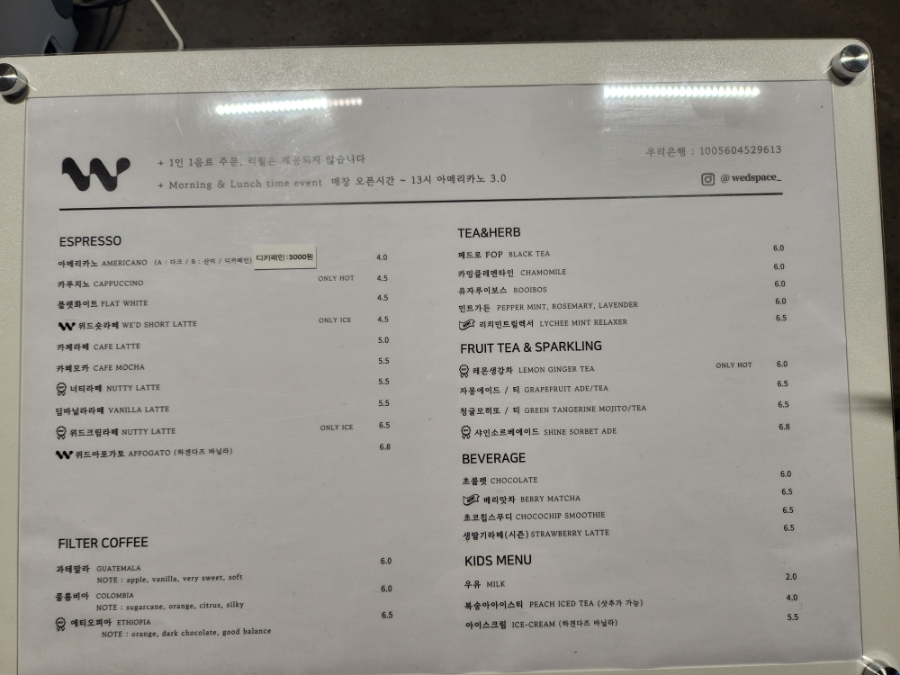 + 1인 1음료 주문, 리필은 제공되지 않습니다
+ Morning & Lunch time event 매장 오픈시간 ~ 13시 아메리카노 3.0
우리은행 : 1005604529613
@ wedspace_
ESPRESSO
아메리카노 AMERICANO (A : 다크 / B : 산미 / 디카페인) 디카페인:3000원 4.0
카푸치노 CAPPUCCINO ONLY HOT 4.5
플랫화이트 FLAT WHITE 4.5
위드숏라떼 WE'D SHORT LATTE ONLY ICE 4.5
카페라떼 CAFE LATTE 5.0
카페모카 CAFE MOCHA 5.5
너티라떼 NUTTY LATTE 5.5
딥바닐라라떼 VANILLA LATTE 5.5
위드크림라떼 NUTTY LATTE ONLY ICE 6.5
위드아포가토 AFFOGATO (하겐다즈 바닐라) 6.8
FILTER COFFEE
과테말라 GUATEMALA 6.0
NOTE : apple, vanilla, very sweet, soft
콜롬비아 COLOMBIA 6.0
NOTE : sugarcane, orange, citrus, silky
에티오피아 ETHIOPIA 6.5
NOTE : orange, dark chocolate, good balance
TEA&HERB
페드로 FOP BLACK TEA 6.0
카밍클레멘타인 CHAMOMILE 6.0
유자루이보스 ROOIBOS 6.0
민트가든 PEPPER MINT, ROSEMARY, LAVENDER 6.0
리치민트릴렉서 LYCHEE MINT RELAXER 6.5
FRUIT TEA & SPARKLING
레몬생강차 LEMON GINGER TEA ONLY HOT 6.0
자몽에이드 / 티 GRAPEFRUIT ADE/TEA 6.5
청귤모히또 / 티 GREEN TANGERINE MOJITO/TEA 6.5
샤인소르베에이드 SHINE SORBET ADE 6.8
BEVERAGE
초콜렛 CHOCOLATE 6.0
베리맛차 BERRY MATCHA 6.5
초코칩스무디 CHOCOCHIP SMOOTHIE 6.5
생딸기라떼(시즌) STRAWBERRY LATTE 6.5
KIDS MENU
우유 MILK 2.0
복숭아아이스티 PEACH ICED TEA (샷추가 가능) 4.0
아이스크림 ICE-CREAM (하겐다즈 바닐라) 5.5